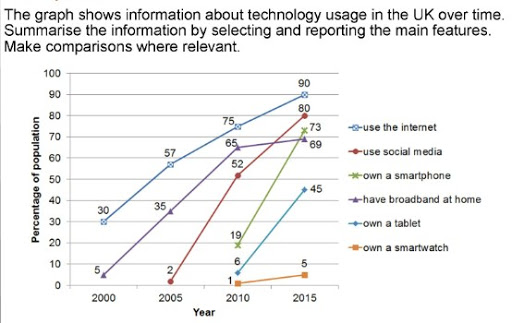 The graph shows information about technology usage in the UK over time.
Summarise the information by selecting and reporting the main features.
Make comparisons where relevant.
100
90
80
70
60
50
40
30
20
10
0
Percentage of population
90
80
75
73
69
65
57
52
45
35
30
19
6
5
5
2
1
2000 2005 2010 2015
Year
use the internet
use social media
own a smartphone
have broadband at home
own a tablet
own a smartwatch